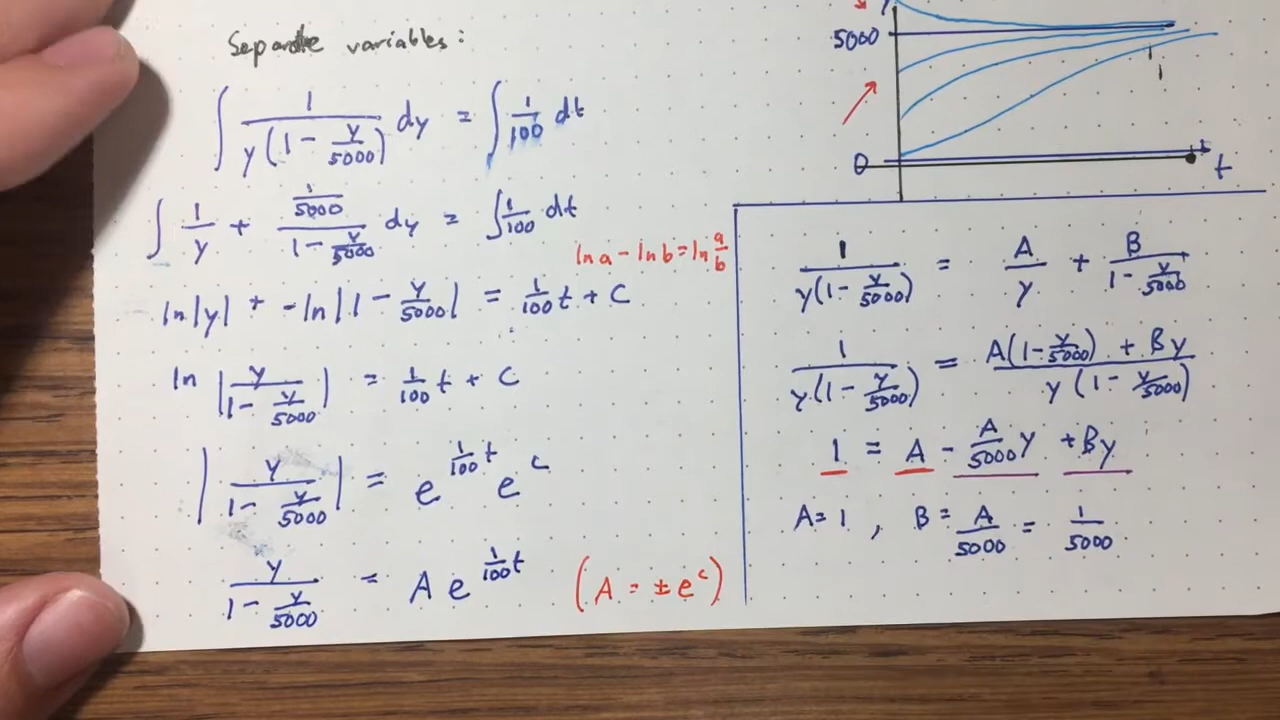 Separate variables:
∫ 1/(y(1 - y/5000)) dy = ∫ 1/100 dt
∫ 1/y + (1/5000)/(1 - y/5000) dy = ∫ 1/100 dt
ln a - ln b = ln a/b
ln|y| + -ln|1 - y/5000| = 1/100 t + C
ln |y/(1 - y/5000)| = 1/100 t + C
|y/(1 - y/5000)| = e^(1/100 t) e^c
y/(1 - y/5000) = A e^(1/100 t) (A = ±e^c)
5000
0 t
1/(y(1 - y/5000)) = A/y + B/(1 - y/5000)
1/(y(1 - y/5000)) = (A(1 - y/5000) + By)/(y(1 - y/5000))
1 = A - A/5000 y + By
A = 1, B = A/5000 = 1/5000